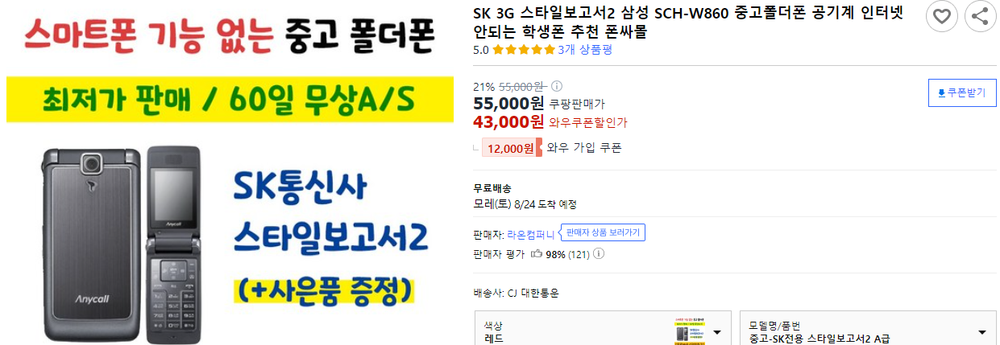 스마트폰 기능 없는 중고 폴더폰
최저가 판매 / 60일 무상A/S
Anycall
Anycall
SK통신사
스타일보고서2
(+사은품 증정)
SK 3G 스타일보고서2 삼성 SCH-W860 중고폴더폰 공기계 인터넷
안되는 학생폰 추천 폰싸몰
5.0 3개 상품평
21% 55,000원
55,000원 쿠팡판매가
43,000원 와우쿠폰할인가
12,000원 와우 가입 쿠폰
쿠폰받기
무료배송
모레(토) 8/24 도착 예정
판매자: 라온컴퍼니 판매자 상품 보러가기
판매자 평가 98% (121)
배송사: CJ 대한통운
색상
레드
모델명/품번
중고-SK전용 스타일보고서2 A급